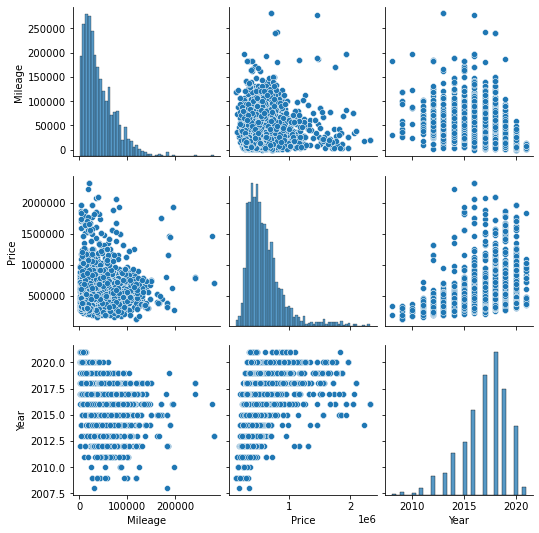 250000
200000
150000
100000
50000
0
Mileage
2000000
1500000
1000000
500000
Price
2020.0
2017.5
2015.0
2012.5
2010.0
2007.5
Year
0 100000 200000
Mileage
1 2
1e6
Price
2010 2015 2020
Year